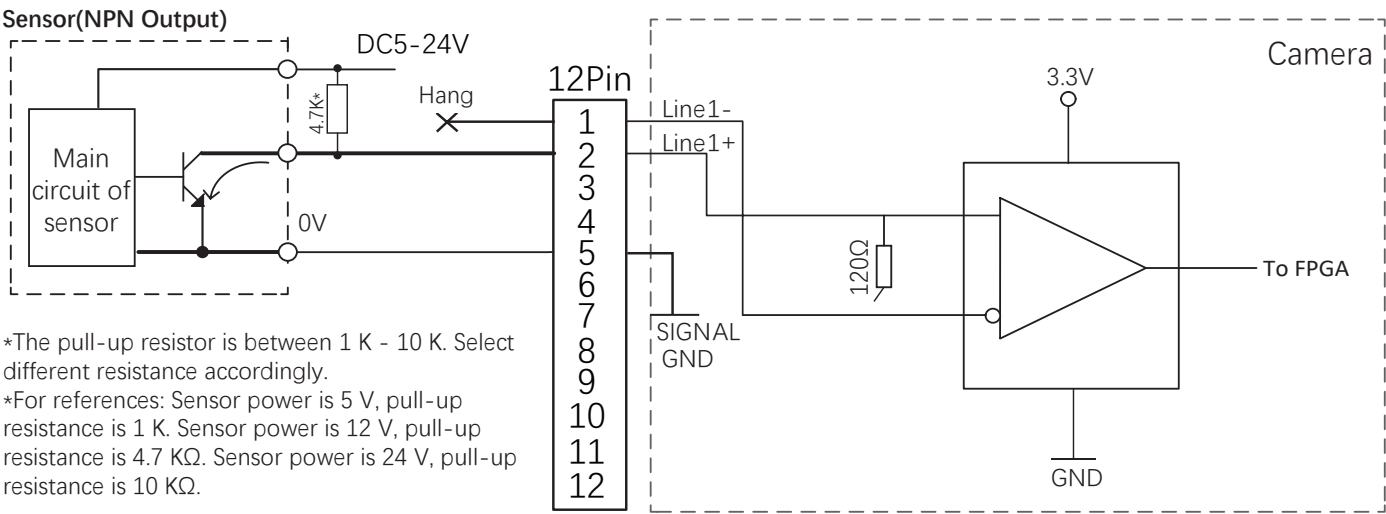 Sensor(NPN Output)
DC5-24V
Camera
12Pin
3.3V
Hang
4.7K*
Line1-
Line1+
Main
circuit of
sensor
0V
1
2
3
4
5
6
7
8
9
10
11
12
120Ω
To FPGA
SIGNAL
GND
GND
*The pull-up resistor is between 1 K - 10 K. Select
different resistance accordingly.
*For references: Sensor power is 5 V, pull-up
resistance is 1 K. Sensor power is 12 V, pull-up
resistance is 4.7 KΩ. Sensor power is 24 V, pull-up
resistance is 10 KΩ.